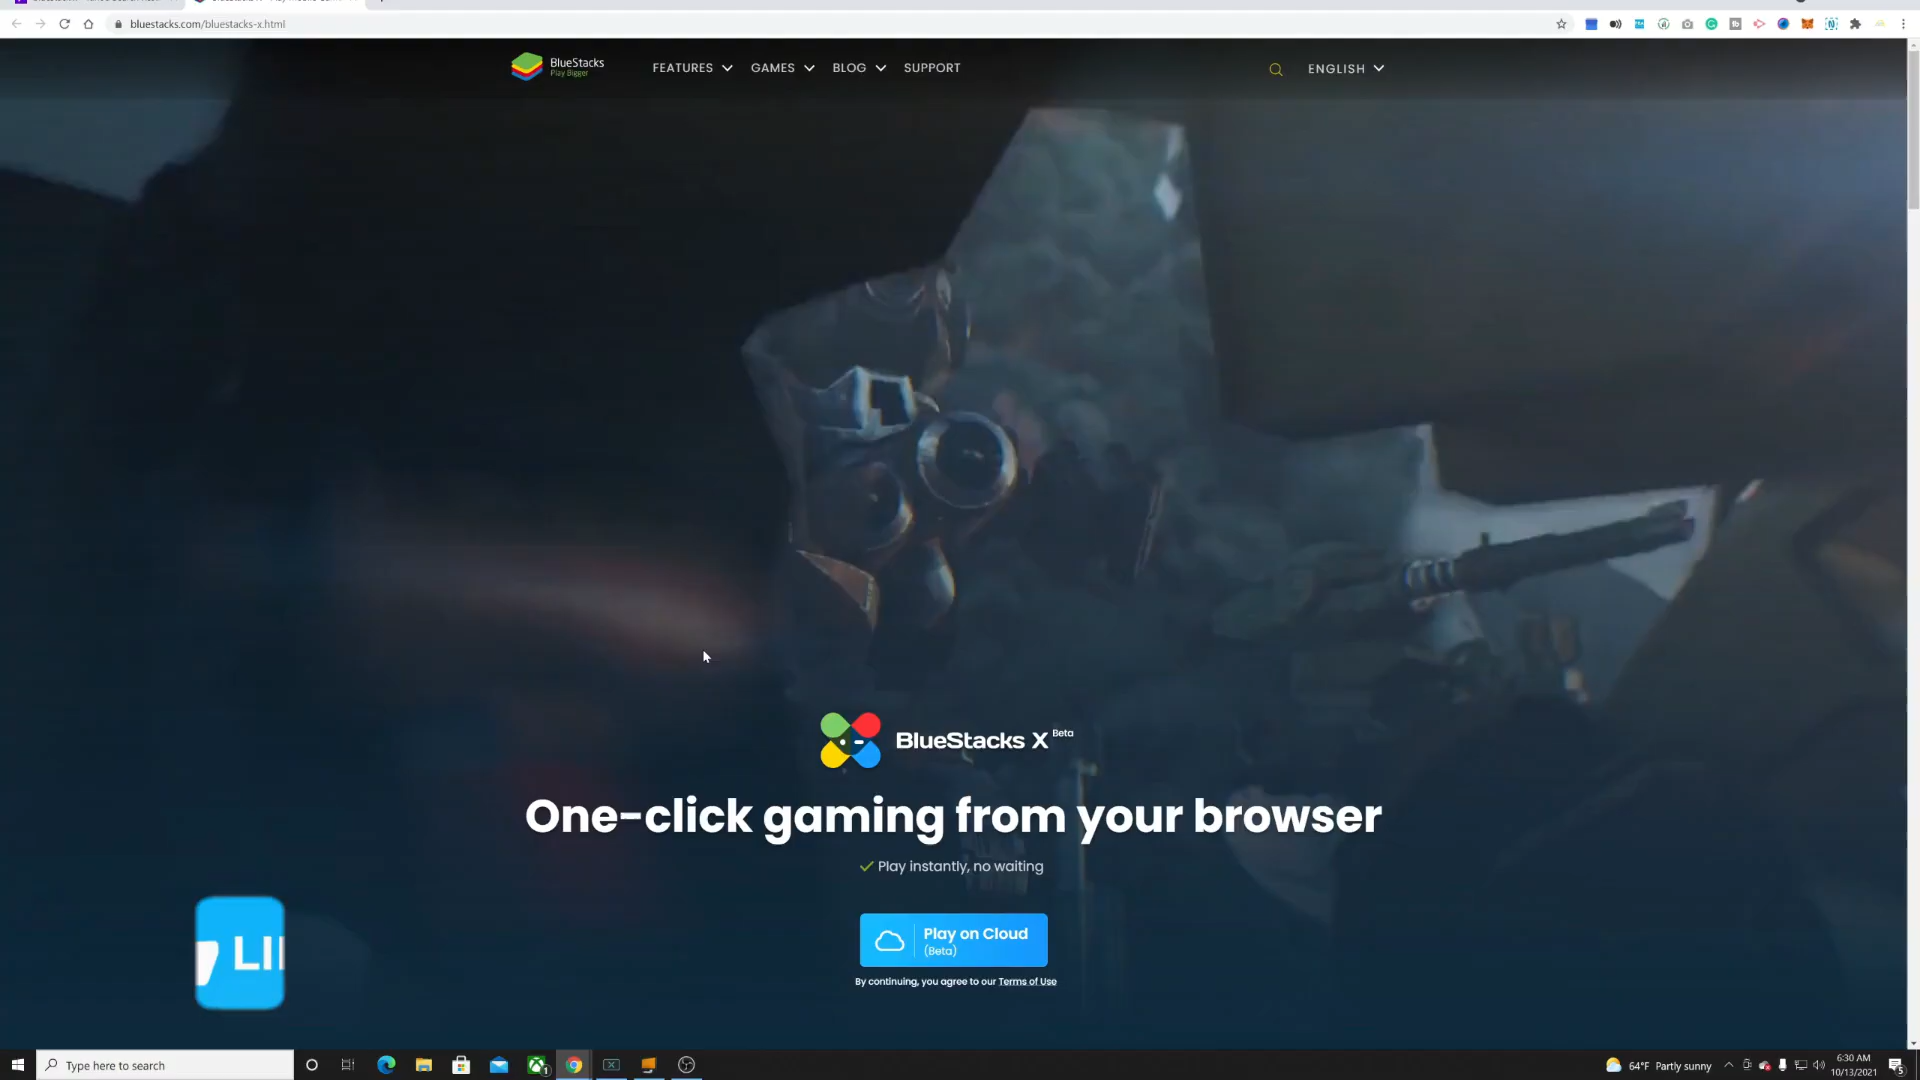 bluestacks.com/bluestacks-x.html
BlueStacks
Play Bigger
FEATURES
GAMES
BLOG
SUPPORT
ENGLISH
BlueStacks X Beta
One-click gaming from your browser
Play instantly, no waiting
LI
Play on Cloud
(Beta)
By continuing, you agree to our Terms of Use
Type here to search
64°F Partly sunny
6:30 AM
10/13/2021